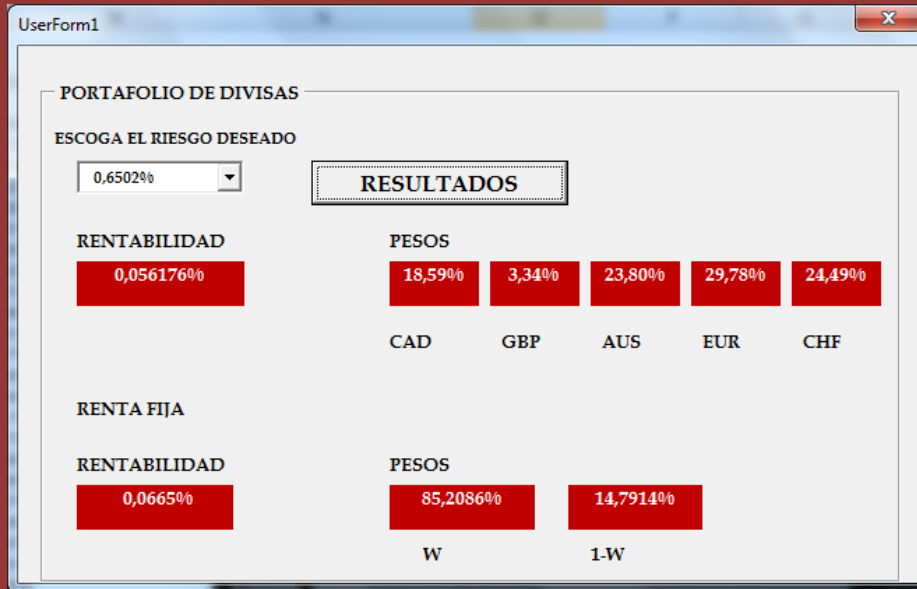 UserForm1
PORTAFOLIO DE DIVISAS
ESCOGA EL RIESGO DESEADO
0,6502%
RESULTADOS
RENTABILIDAD
PESOS
0,056176%
18,59% 3,34% 23,80% 29,78% 24,49%
CAD GBP AUS EUR CHF
RENTA FIJA
RENTABILIDAD
PESOS
0,0665%
85,2086% 14,7914%
W 1-W